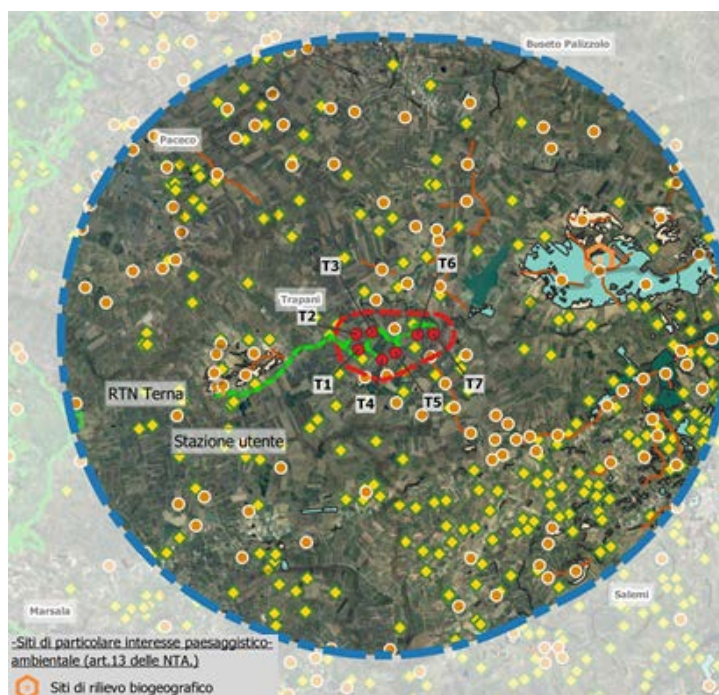 Buseto Palizzolo
Paceco
T3
T6
Trapani
T2
T1
T7
RTN Terna
T4
T5
Stazione utente
Marsala
Salemi
-Siti di particolare interesse paesaggistico-
ambientale (art.13 delle NTA.)
Siti di rilievo biogeografico